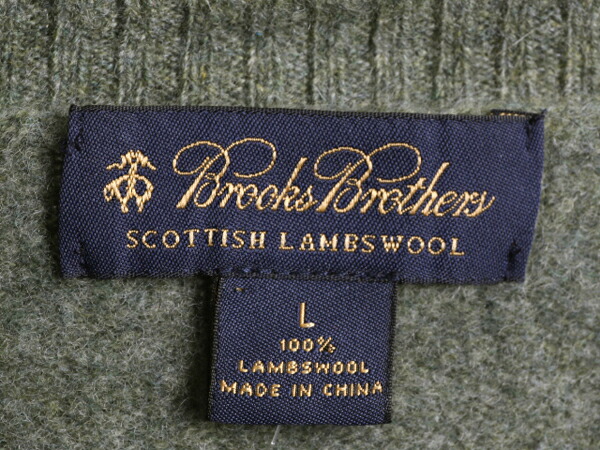 Brooks Brothers
SCOTTISH LAMBSWOOL
L
100%
LAMBSWOOL
MADE IN CHINA